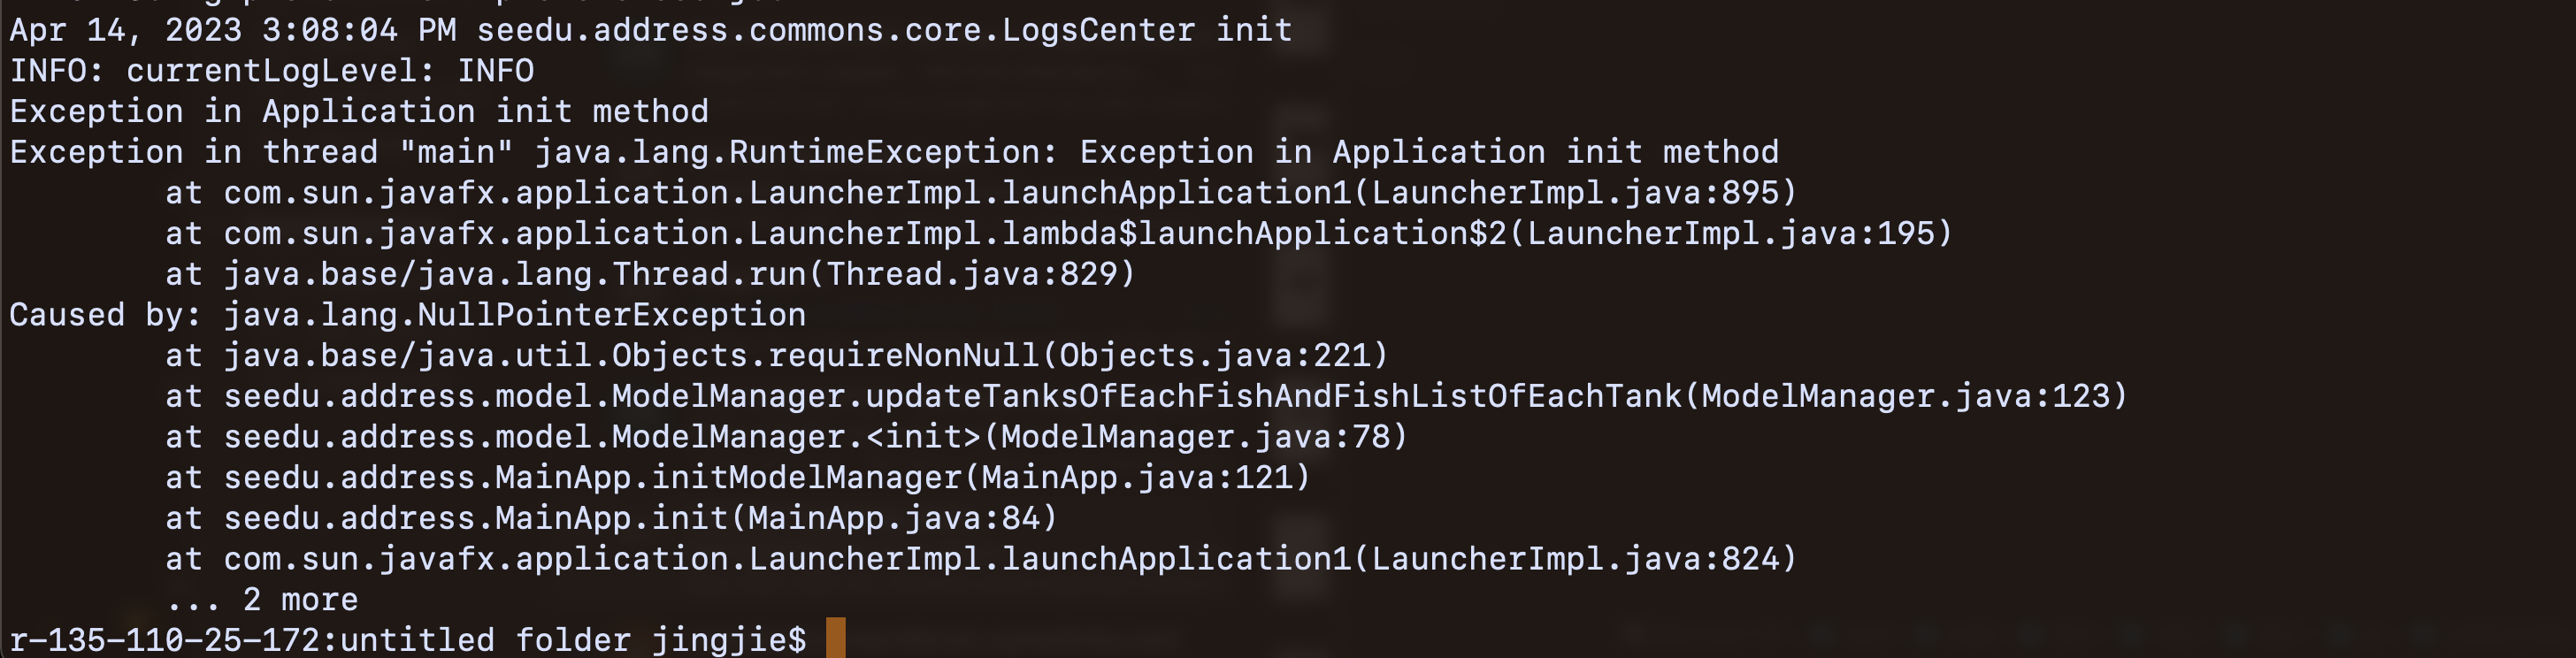 Apr 14, 2023 3:08:04 PM seedu.address.commons.core.LogsCenter init
INFO: currentLogLevel: INFO
Exception in Application init method
Exception in thread "main" java.lang.RuntimeException: Exception in Application init method
        at com.sun.javafx.application.LauncherImpl.launchApplication1(LauncherImpl.java:895)
        at com.sun.javafx.application.LauncherImpl.lambda$launchApplication$2(LauncherImpl.java:195)
        at java.base/java.lang.Thread.run(Thread.java:829)
Caused by: java.lang.NullPointerException
        at java.base/java.util.Objects.requireNonNull(Objects.java:221)
        at seedu.address.model.ModelManager.updateTanksOfEachFishAndFishListOfEachTank(ModelManager.java:123)
        at seedu.address.model.ModelManager.<init>(ModelManager.java:78)
        at seedu.address.MainApp.initModelManager(MainApp.java:121)
        at seedu.address.MainApp.init(MainApp.java:84)
        at com.sun.javafx.application.LauncherImpl.launchApplication1(LauncherImpl.java:824)
        ... 2 more
r-135-110-25-172:untitled folder jingjie$